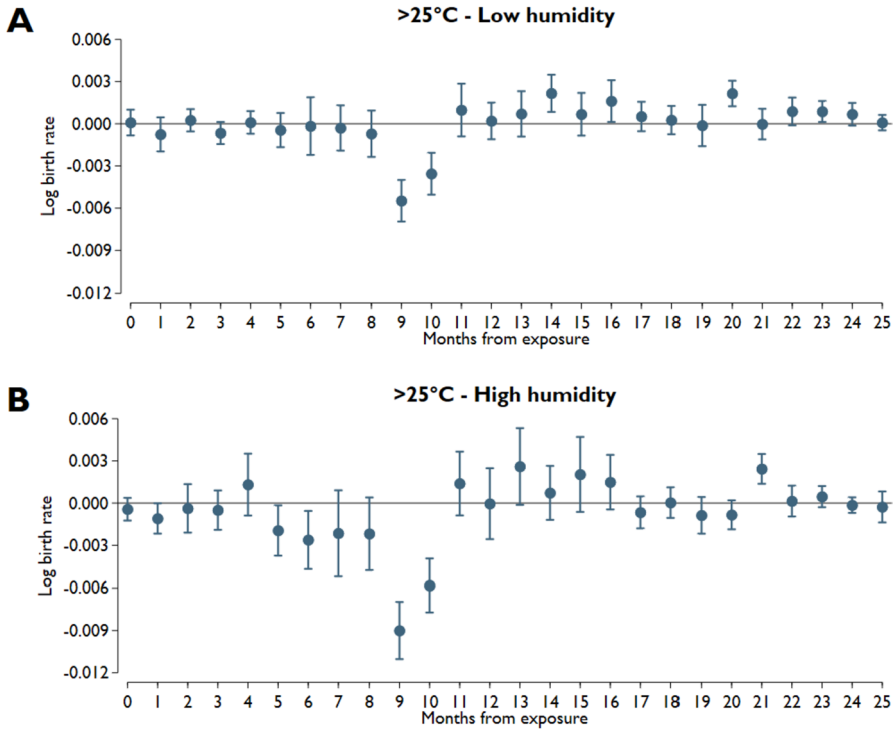 A
>25°C - Low humidity
0.006
0.003
0.000
-0.003
-0.006
-0.009
-0.012
Log birth rate
0 1 2 3 4 5 6 7 8 9 10 11 12 13 14 15 16 17 18 19 20 21 22 23 24 25
Months from exposure
B
>25°C - High humidity
0.006
0.003
0.000
-0.003
-0.006
-0.009
-0.012
Log birth rate
0 1 2 3 4 5 6 7 8 9 10 11 12 13 14 15 16 17 18 19 20 21 22 23 24 25
Months from exposure